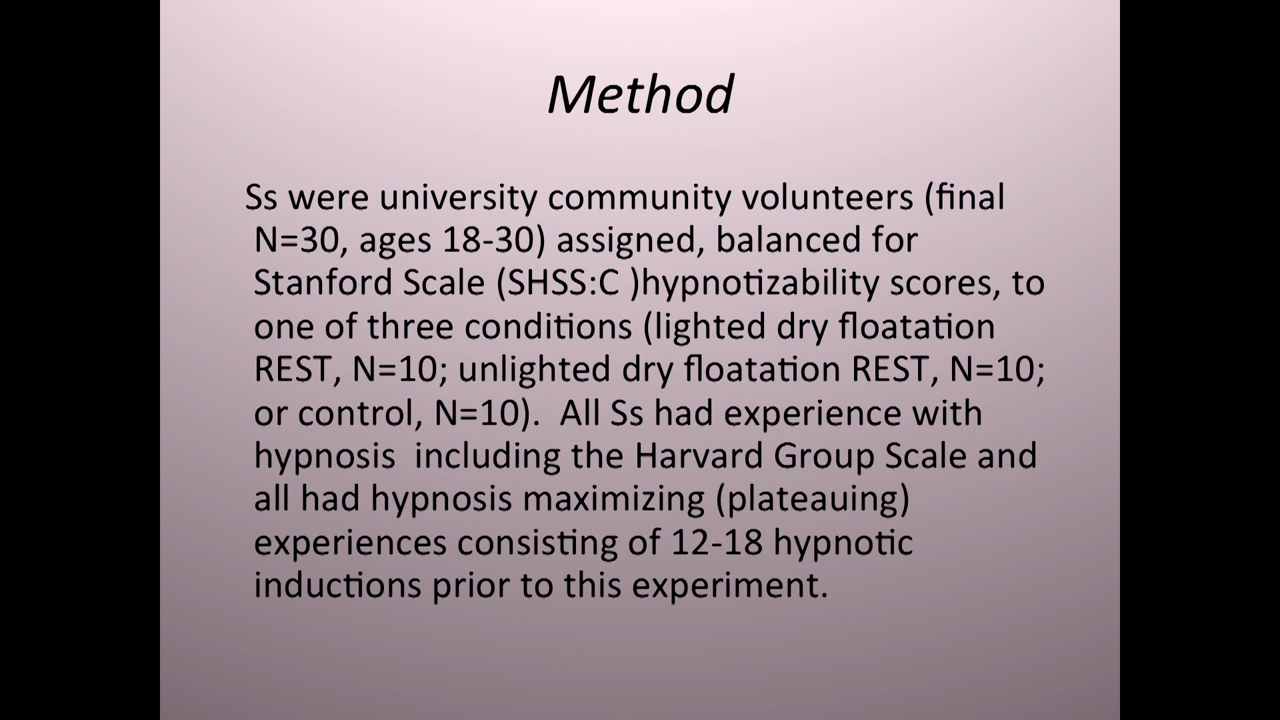 Method
Ss were university community volunteers (final
N=30, ages 18-30) assigned, balanced for
Stanford Scale (SHSS:C )hypnotizability scores, to
one of three conditions (lighted dry floatation
REST, N=10; unlighted dry floatation REST, N=10;
or control, N=10).  All Ss had experience with
hypnosis  including the Harvard Group Scale and
all had hypnosis maximizing (plateauing)
experiences consisting of 12-18 hypnotic
inductions prior to this experiment.